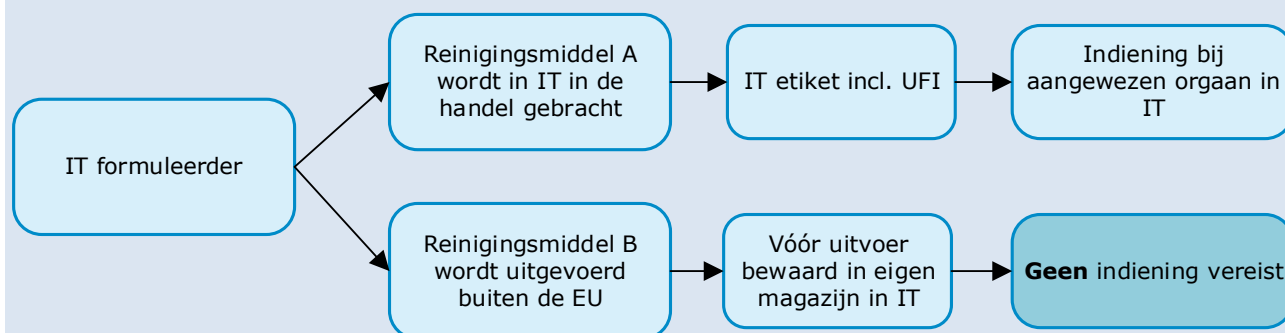 IT formuleerder
Reinigingsmiddel A
wordt in IT in de
handel gebracht
IT etiket incl. UFI
Indiening bij
aangewezen orgaan in
IT
Reinigingsmiddel B
wordt uitgevoerd
buiten de EU
Vóór uitvoer
bewaard in eigen
magazijn in IT
Geen indiening vereist